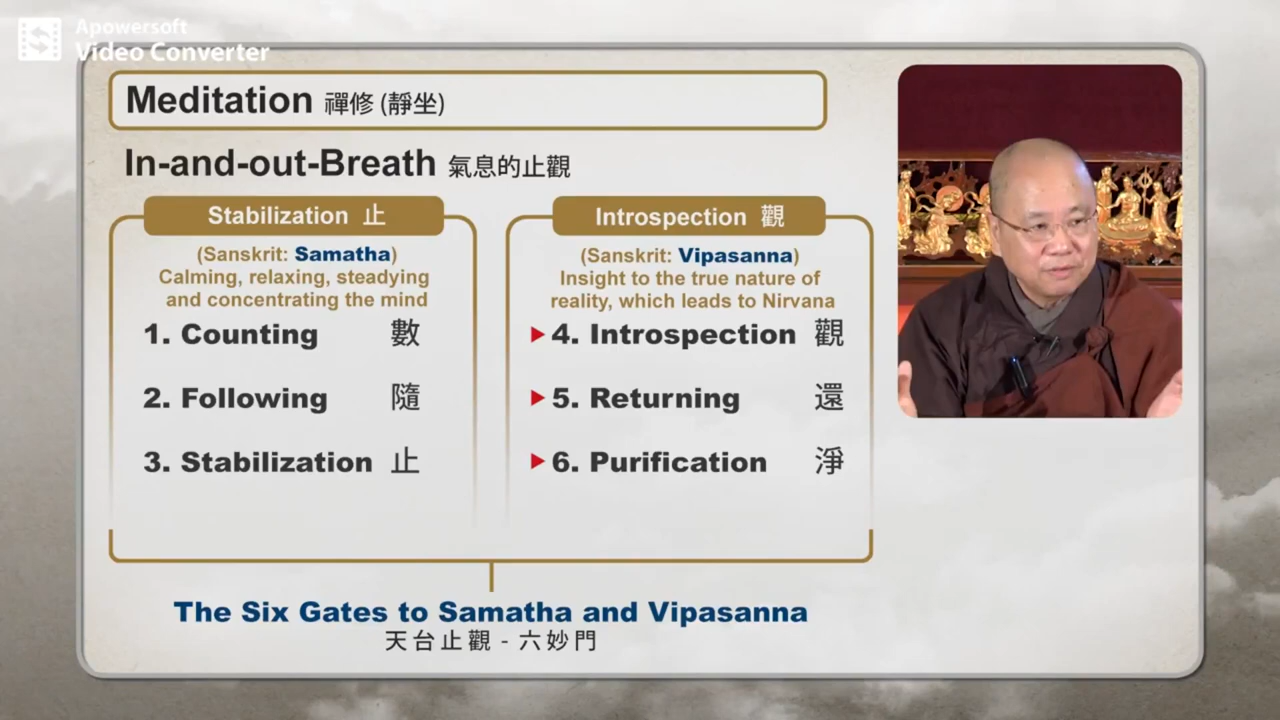 Apowersoft
Video Converter
Meditation 禪修 (靜坐)
In-and-out-Breath 氣息的止觀
Stabilization 止
(Sanskrit: Samatha)
Calming, relaxing, steadying
and concentrating the mind
1. Counting 數
2. Following 隨
3. Stabilization 止
Introspection 觀
(Sanskrit: Vipasanna)
Insight to the true nature of
reality, which leads to Nirvana
4. Introspection 觀
5. Returning 還
6. Purification 淨
The Six Gates to Samatha and Vipasanna
天台止觀 - 六妙門